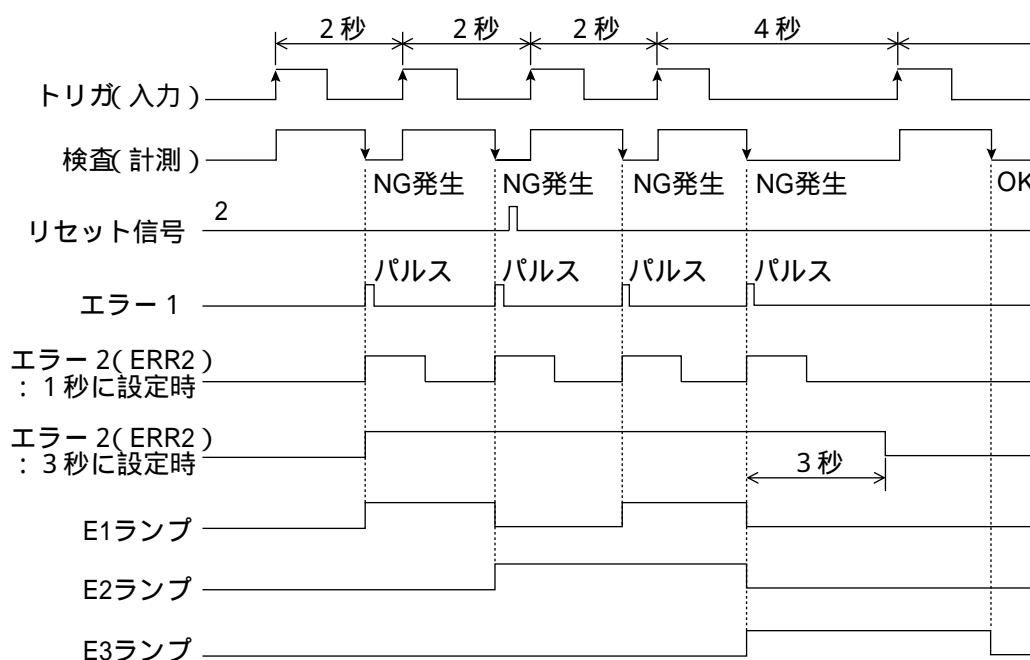 2秒 2秒 2秒 4秒
トリガ(入力)
検査(計測)
NG発生 NG発生 NG発生 NG発生 OK
リセット信号 2
パルス パルス パルス パルス
エラー1
エラー2(ERR2)
:1秒に設定時
エラー2(ERR2)
:3秒に設定時
3秒
E1ランプ
E2ランプ
E3ランプ